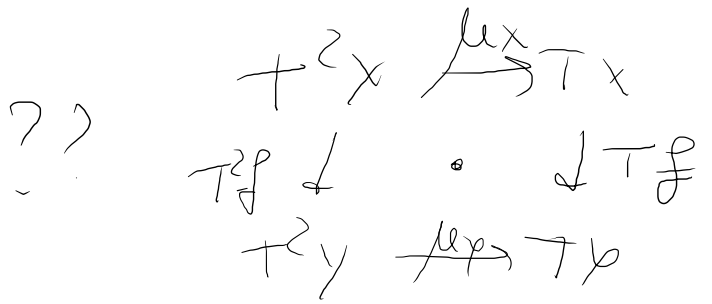 T²x μx→ Tx
?? T²f ↓ · ↓ Tf
T²y μy→ Ty